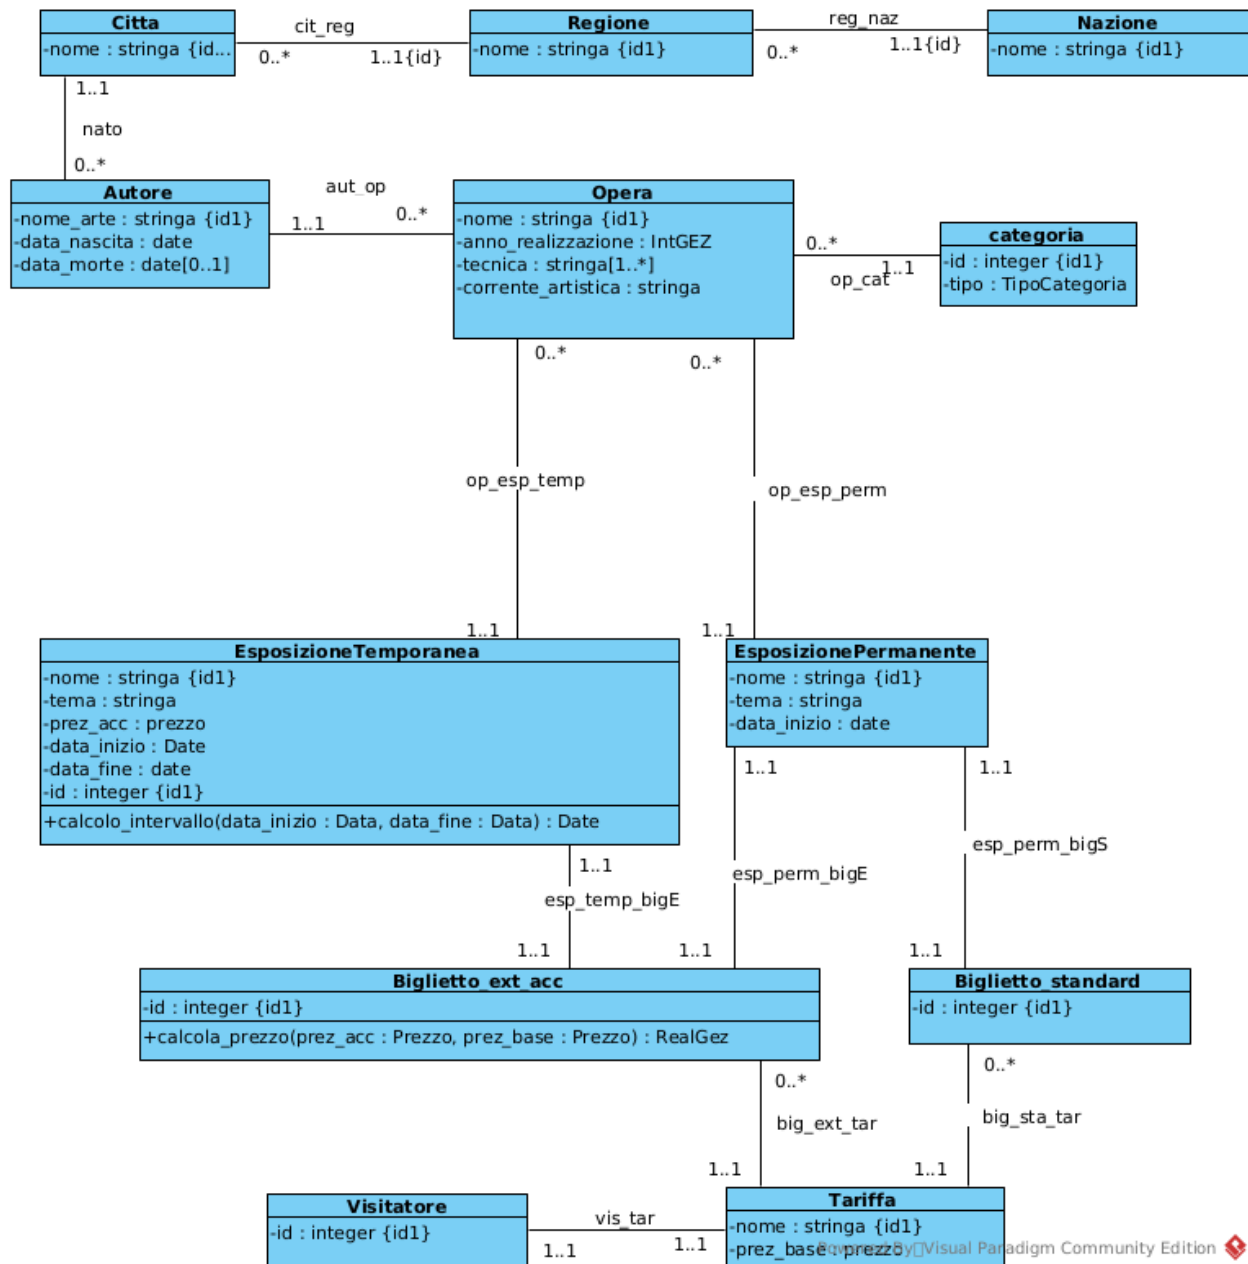 Citta
-nome : stringa {id...
cit_reg
0..*
1..1{id}
Regione
-nome : stringa {id1}
reg_naz
0..*
1..1{id}
Nazione
-nome : stringa {id1}
1..1
nato
0..*
Autore
-nome_arte : stringa {id1}
-data_nascita : date
-data_morte : date[0..1]
aut_op
1..1
0..*
Opera
-nome : stringa {id1}
-anno_realizzazione : IntGEZ
-tecnica : stringa[1..*]
-corrente_artistica : stringa
0..*
1..1
op_cat
categoria
-id : integer {id1}
-tipo : TipoCategoria
0..*
0..*
op_esp_temp
op_esp_perm
1..1
1..1
EsposizioneTemporanea
-nome : stringa {id1}
-tema : stringa
-prez_acc : prezzo
-data_inizio : Date
-data_fine : date
-id : integer {id1}
+calcolo_intervallo(data_inizio : Data, data_fine : Data) : Date
EsposizionePermanente
-nome : stringa {id1}
-tema : stringa
-data_inizio : date
1..1
1..1
1..1
esp_temp_bigE
esp_perm_bigE
esp_perm_bigS
1..1
1..1
1..1
Biglietto_ext_acc
-id : integer {id1}
+calcola_prezzo(prez_acc : Prezzo, prez_base : Prezzo) : RealGez
Biglietto_standard
-id : integer {id1}
0..*
0..*
big_ext_tar
big_sta_tar
1..1
1..1
Visitatore
-id : integer {id1}
vis_tar
1..1
1..1
Tariffa
-nome : stringa {id1}
-prez_base : prezzo
Powered By Visual Paradigm Community Edition